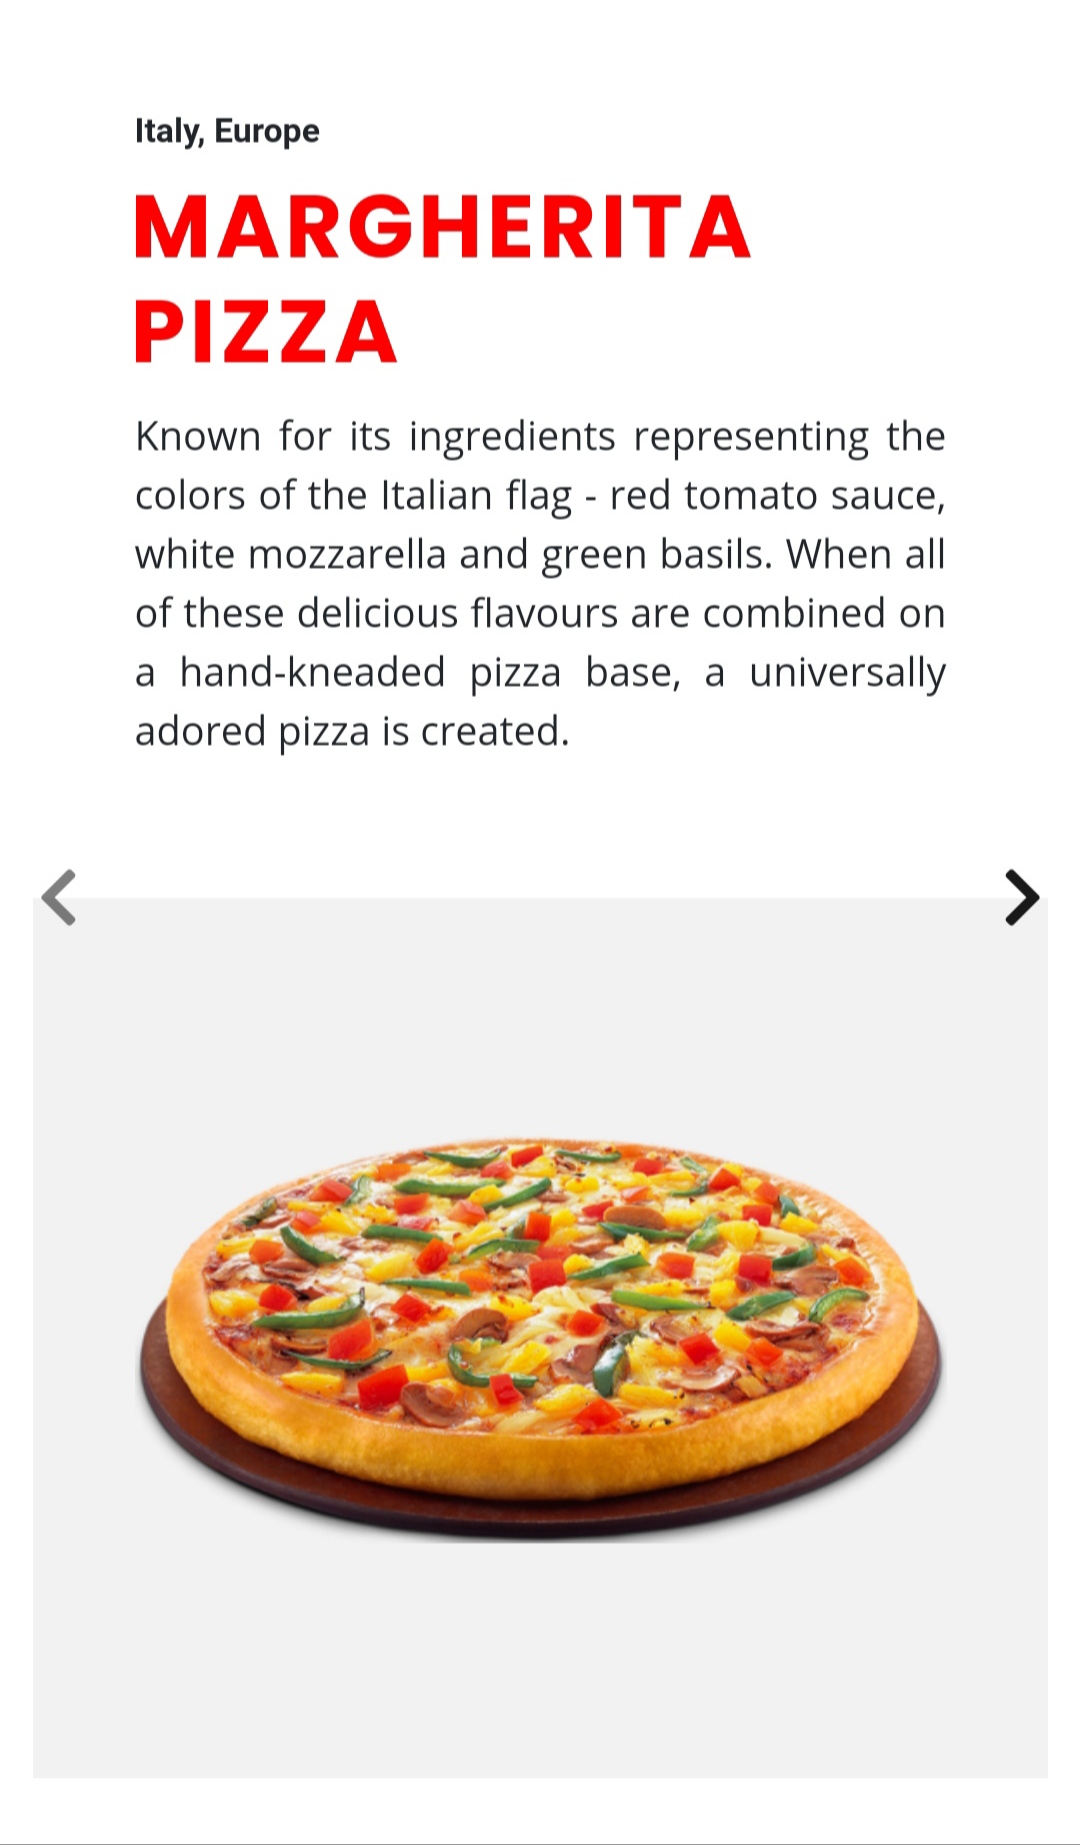 Italy, Europe
MARGHERITA
PIZZA
Known for its ingredients representing the
colors of the Italian flag - red tomato sauce,
white mozzarella and green basils. When all
of these delicious flavours are combined on
a hand-kneaded pizza base, a universally
adored pizza is created.